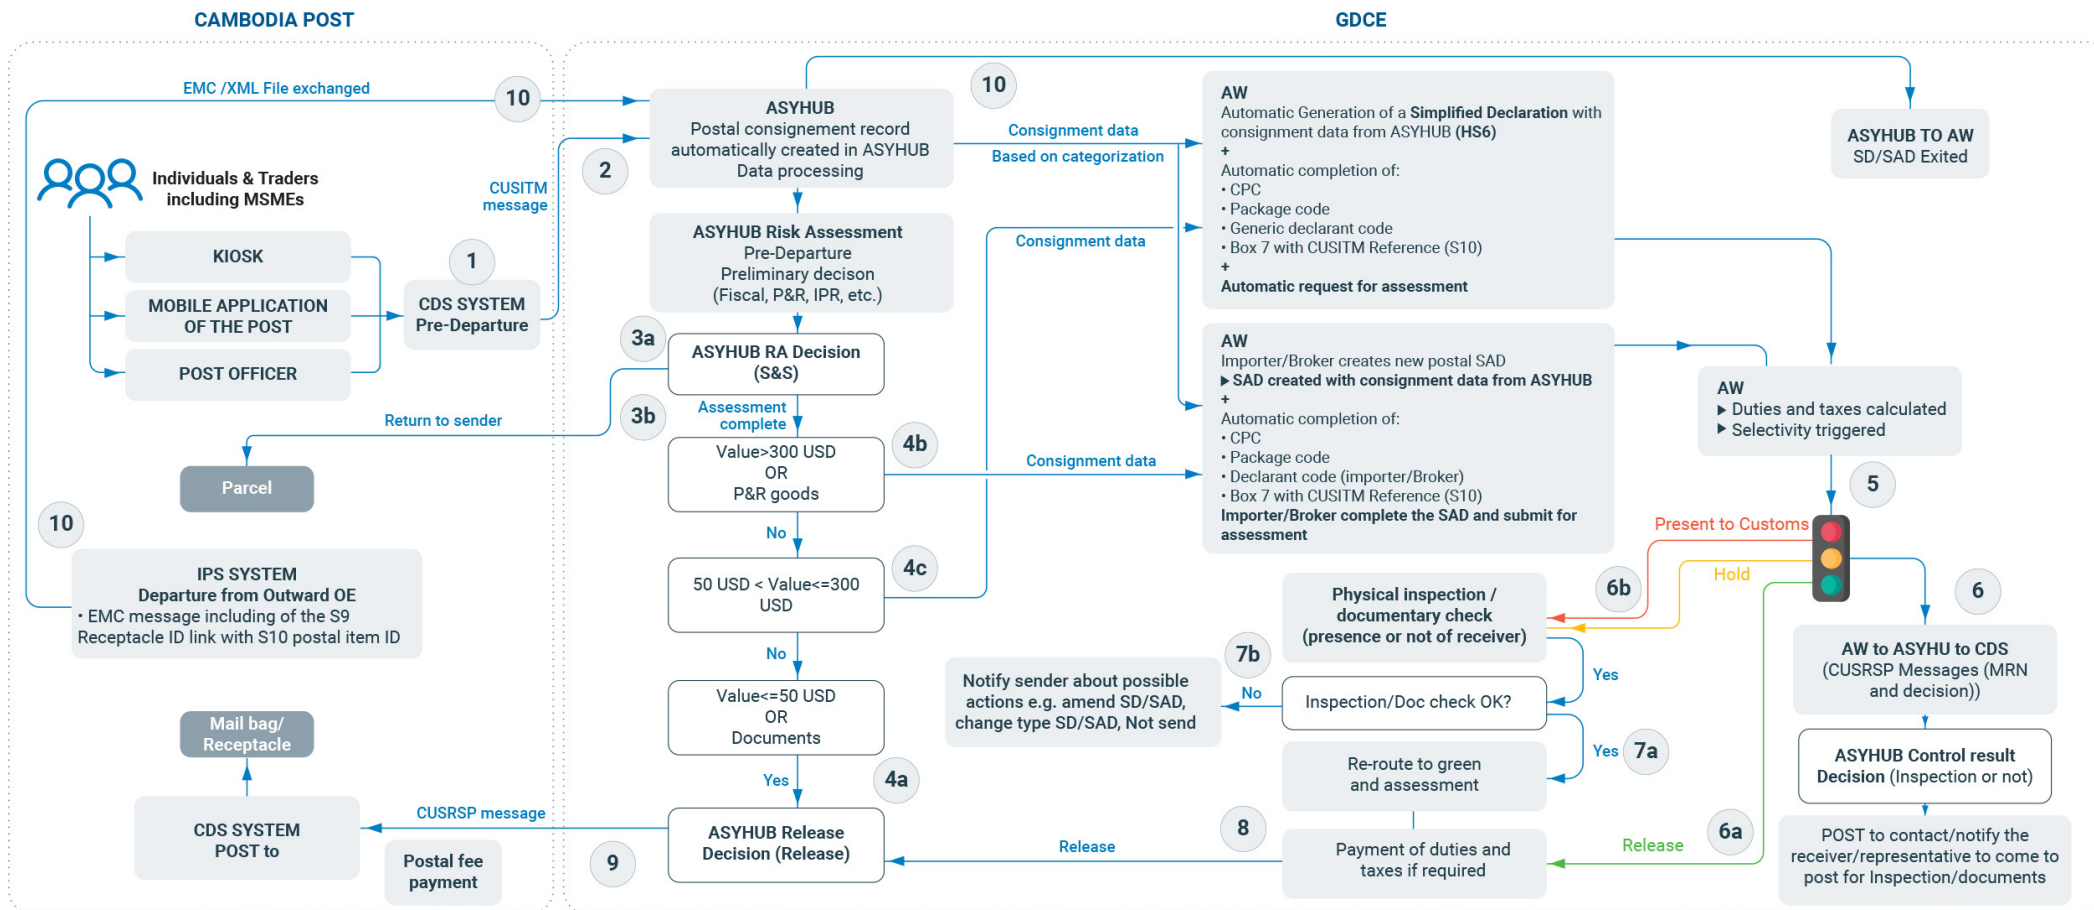 CAMBODIA POST
GDCE
EMC /XML File exchanged
10
Individuals & Traders
including MSMEs
KIOSK
MOBILE APPLICATION
OF THE POST
POST OFFICER
1
CDS SYSTEM
Pre-Departure
CUSITM
message
2
Return to sender
Parcel
10
IPS SYSTEM
Departure from Outward OE
• EMC message including of the S9
Receptacle ID link with S10 postal item ID
Mail bag/
Receptacle
CDS SYSTEM
POST to
Postal fee
payment
CUSRSP message
9
ASYHUB
Postal consignement record
automatically created in ASYHUB
Data processing
ASYHUB Risk Assessment
Pre-Departure
Preliminary decison
(Fiscal, P&R, IPR, etc.)
3a
ASYHUB RA Decision
(S&S)
3b
Assessment
complete
Value>300 USD
OR
P&R goods
4b
No
50 USD < Value<=300
USD
4c
No
Value<=50 USD
OR
Documents
Yes
4a
ASYHUB Release
Decision (Release)
10
Consignment data
Based on categorization
Consignment data
Consignment data
AW
Automatic Generation of a Simplified Declaration with
consignment data from ASYHUB (HS6)
+
Automatic completion of:
• CPC
• Package code
• Generic declarant code
• Box 7 with CUSITM Reference (S10)
+
Automatic request for assessment
AW
Importer/Broker creates new postal SAD
▶ SAD created with consignment data from ASYHUB
+
Automatic completion of:
• CPC
• Package code
• Declarant code (importer/Broker)
• Box 7 with CUSITM Reference (S10)
Importer/Broker complete the SAD and submit for
assessment
ASYHUB TO AW
SD/SAD Exited
AW
▶ Duties and taxes calculated
▶ Selectivity triggered
5
Present to Customs
Hold
6b
6
Physical inspection /
documentary check
(presence or not of receiver)
Yes
7b
No
Notify sender about possible
actions e.g. amend SD/SAD,
change type SD/SAD, Not send
Inspection/Doc check OK?
Yes
7a
Re-route to green
and assessment
8
Release
Payment of duties and
taxes if required
6a
Release
AW to ASYHU to CDS
(CUSRSP Messages (MRN
and decision))
ASYHUB Control result
Decision (Inspection or not)
POST to contact/notify the
receiver/representative to come to
post for Inspection/documents